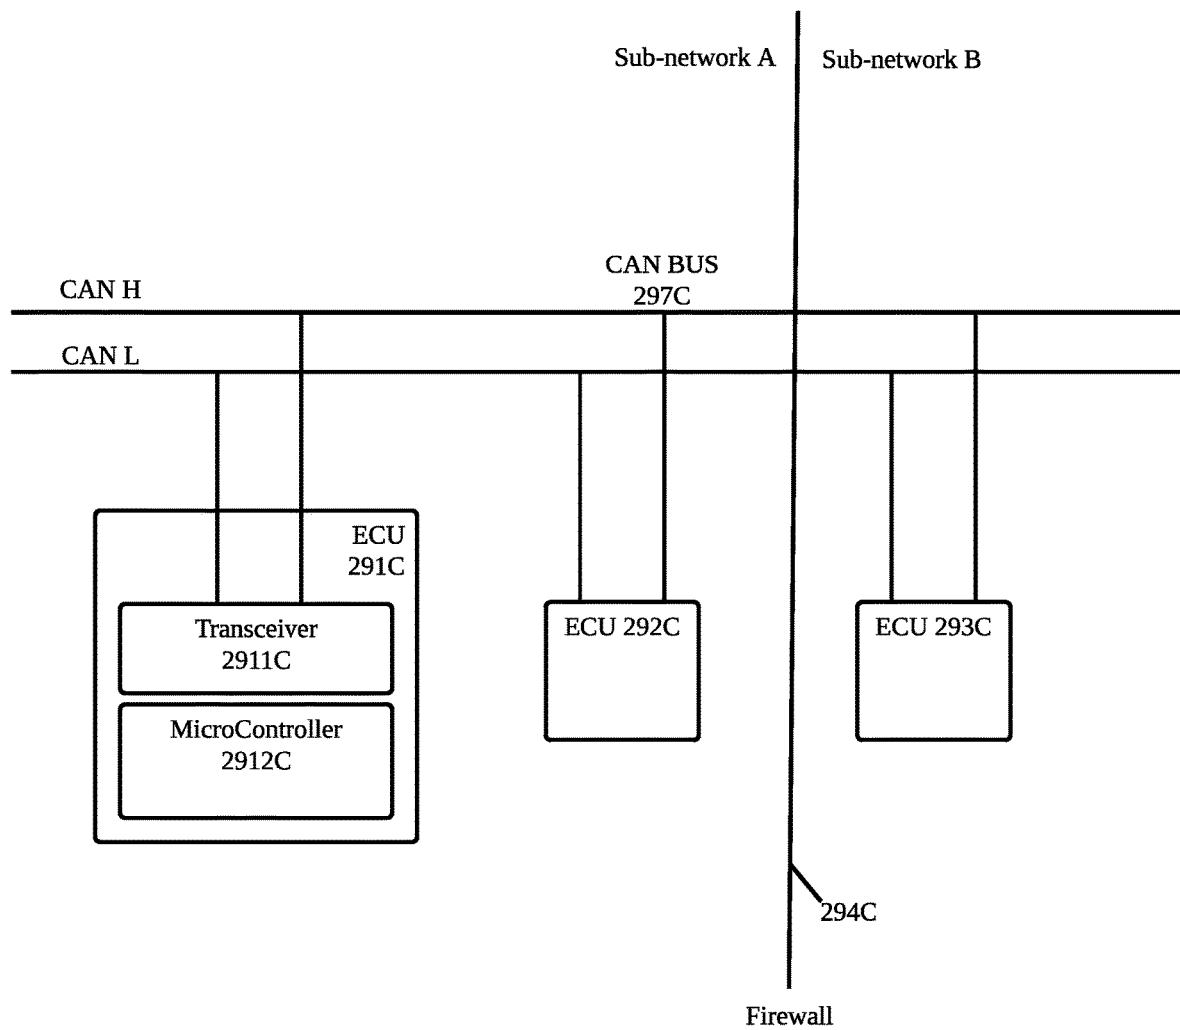 Sub-network A
Sub-network B
CAN BUS
297C
CAN H
CAN L
ECU
291C
Transceiver
2911C
MicroController
2912C
ECU 292C
ECU 293C
294C
Firewall